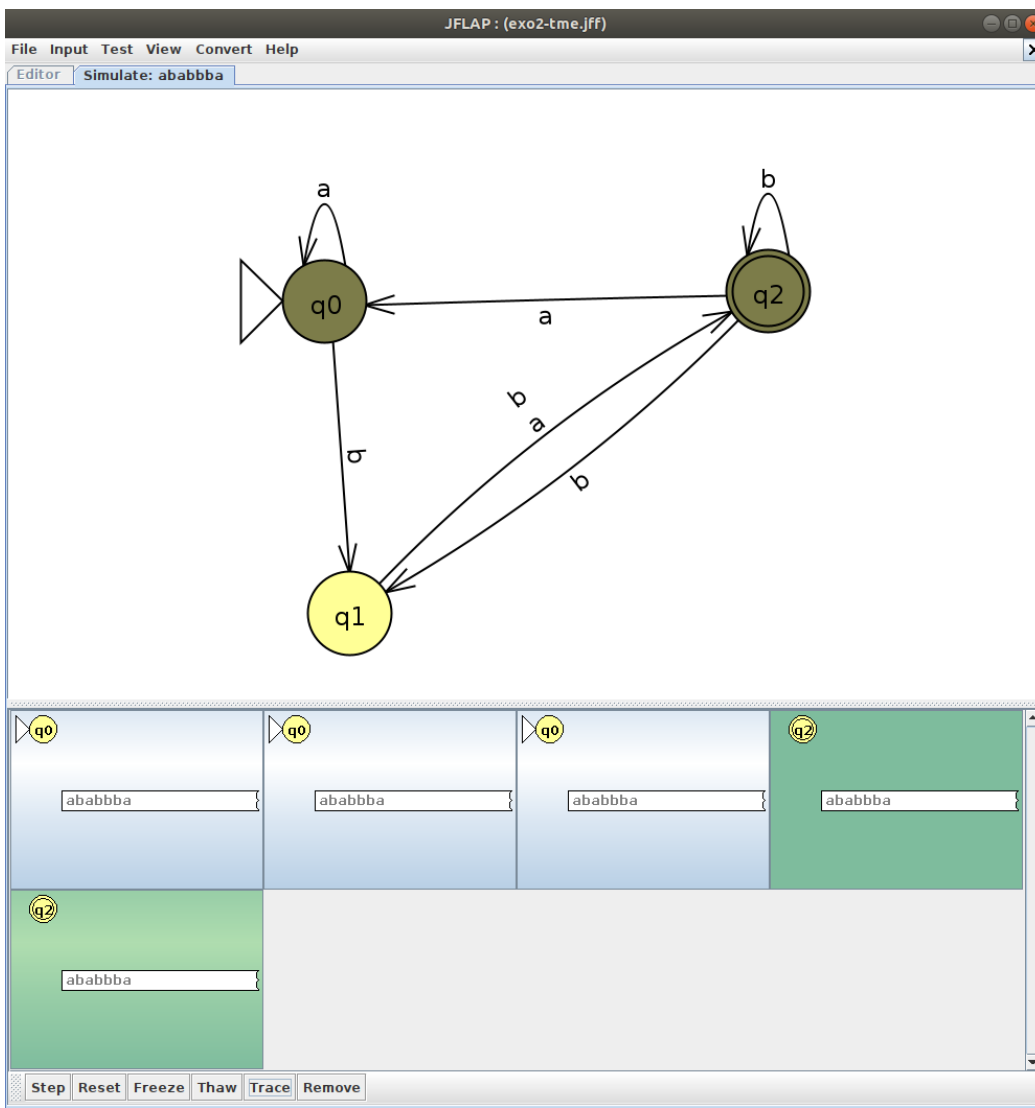 JFLAP : (exo2-tme.jff)
File Input Test View Convert Help
Editor Simulate: ababbba
a
b
q0
q2
a
b
a
b
b
q1
q0 q0 q0 q2
ababbba ababbba ababbba ababbba
q2
ababbba
Step Reset Freeze Thaw Trace Remove